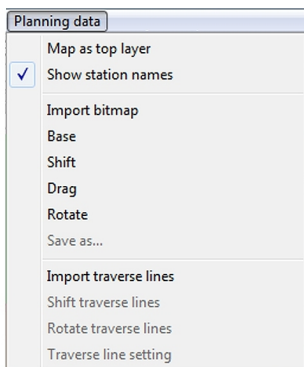 Planning data
Map as top layer
Show station names
Import bitmap
Base
Shift
Drag
Rotate
Save as...
Import traverse lines
Shift traverse lines
Rotate traverse lines
Traverse line setting